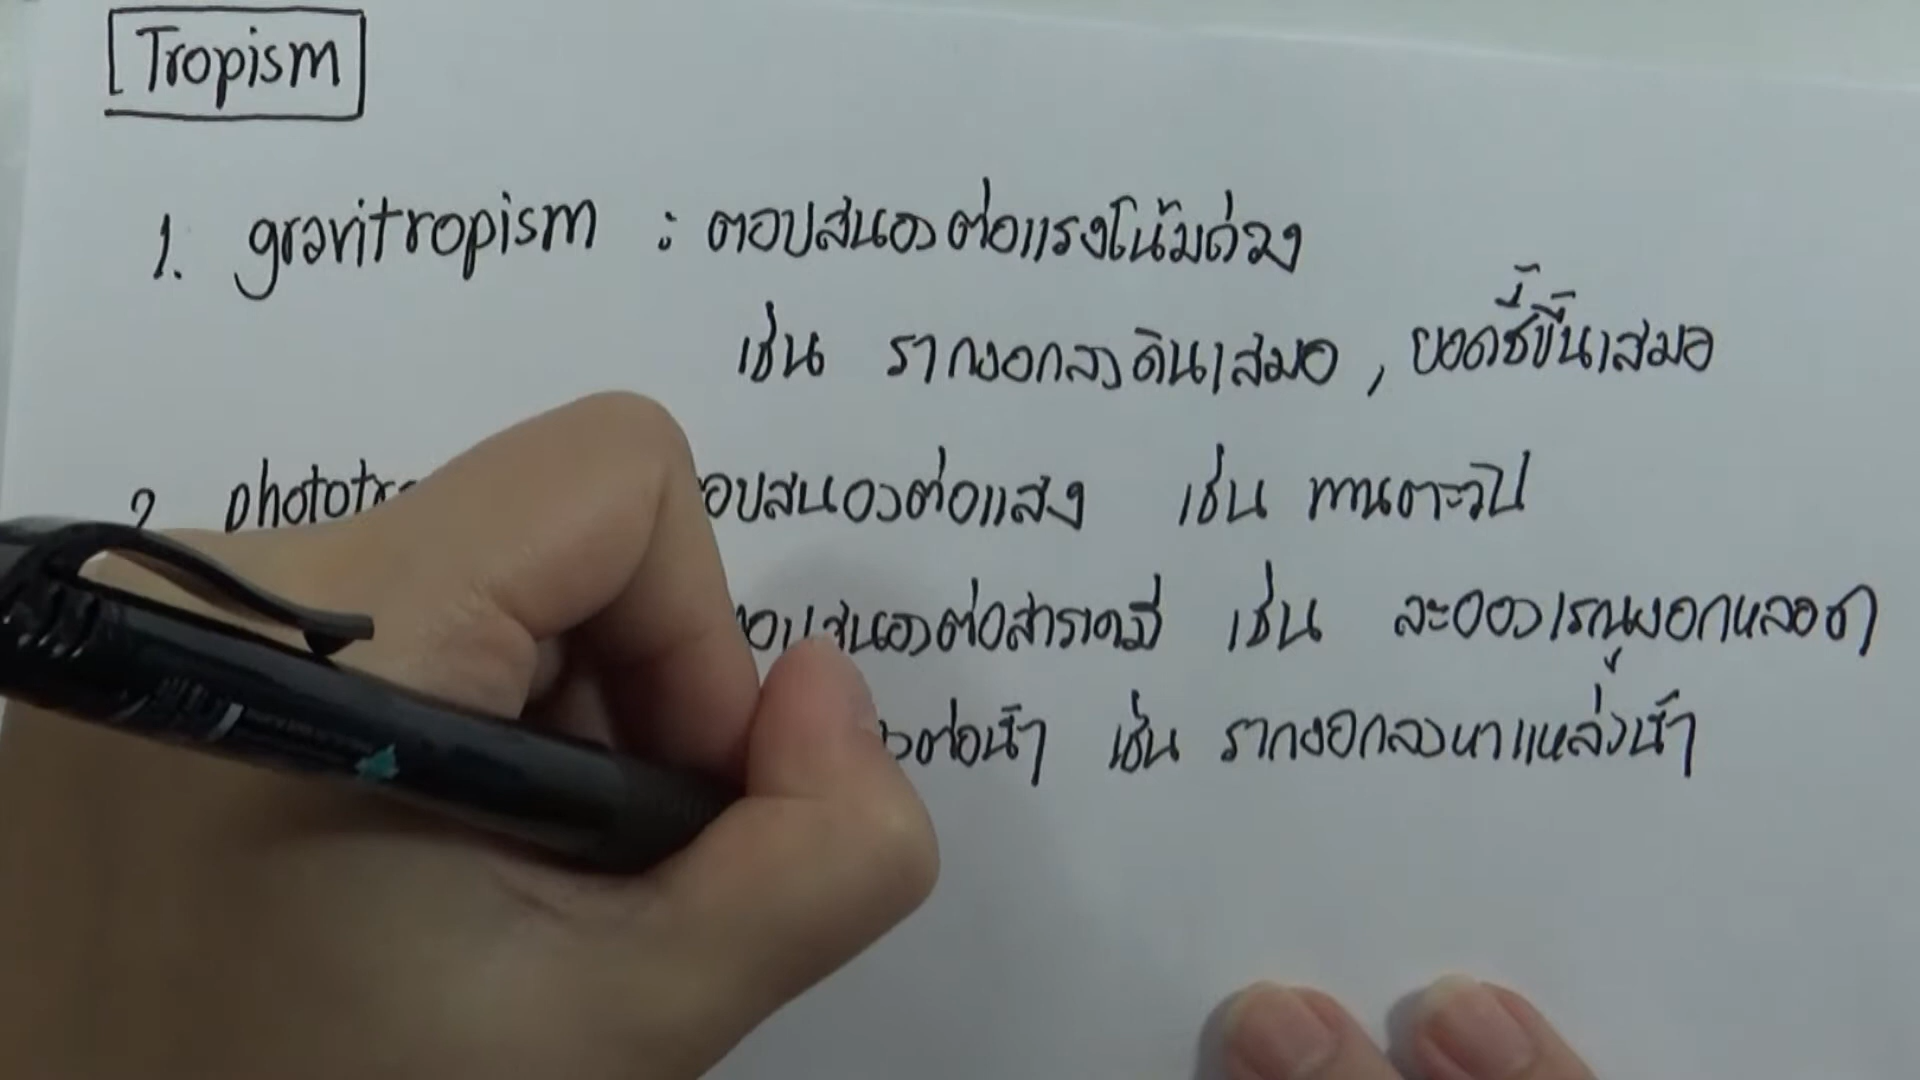 Tropism
1. gravitropism : ตอบสนองต่อแรงโน้มถ่วง
เช่น รากงอกลงดินเสมอ , ยอดชี้ขึ้นเสมอ
2 ตอบสนองต่อแสง เช่น ทานตะวัน
ตอบสนองต่อสารเคมี เช่น ละอองเรณูงอกหลอด
ต่อน้ำ เช่น รากงอกลงหาแหล่งน้ำ